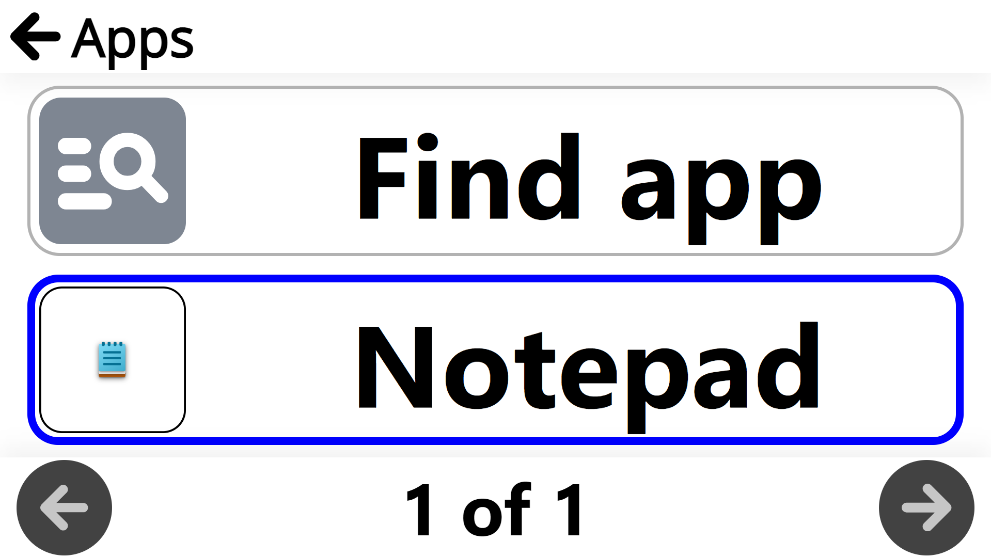 Apps
Find app
Notepad
1 of 1